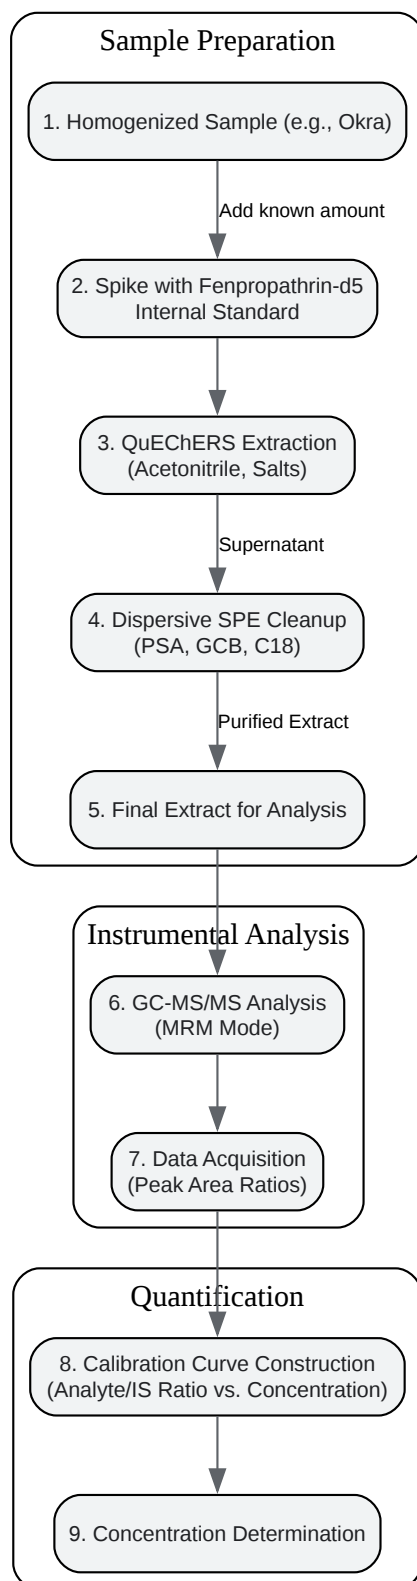 Sample Preparation
1. Homogenized Sample (e.g., Okra)
Add known amount
2. Spike with Fenpropathrin-d5
Internal Standard
3. QuEChERS Extraction
(Acetonitrile, Salts)
Supernatant
4. Dispersive SPE Cleanup
(PSA, GCB, C18)
Purified Extract
5. Final Extract for Analysis
Instrumental Analysis
6. GC-MS/MS Analysis
(MRM Mode)
7. Data Acquisition
(Peak Area Ratios)
Quantification
8. Calibration Curve Construction
(Analyte/IS Ratio vs. Concentration)
9. Concentration Determination